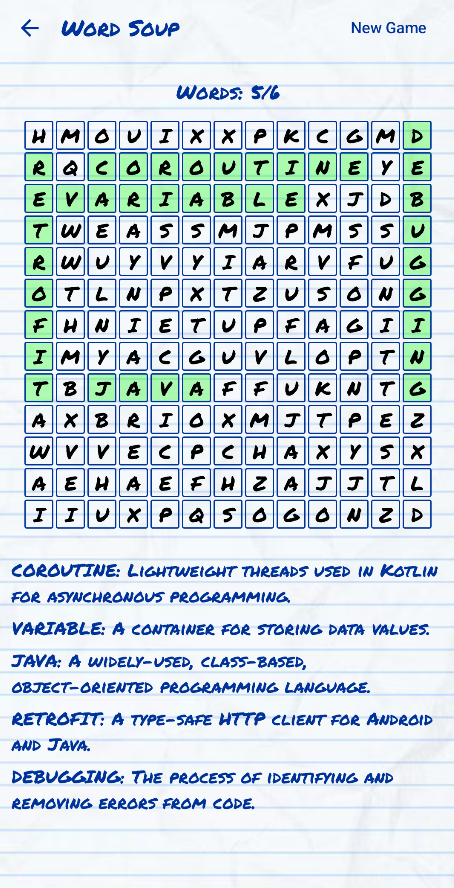 Word Soup
New Game
Words: 5/6
H M O U I X X P K C G M D
R Q C O R O U T I N E Y E
E V A R I A B L E X J D B
T W E A S S M J P M S S U
R W U Y V Y I A R V F U G
O T L N P X T Z U S O N G
F H N I E T U P F A G I I
I M Y A C G U V L O P T N
T B J A V A F F U K N T G
A X B R I O X M J T P E Z
W V V E C P C H A X Y S X
A E H A E F H Z A J J T L
I I U X P Q S O G O N Z D
COROUTINE: Lightweight threads used in Kotlin
for asynchronous programming.
VARIABLE: A container for storing data values.
JAVA: A widely-used, class-based,
object-oriented programming language.
RETROFIT: A type-safe HTTP client for Android
and Java.
DEBUGGING: The process of identifying and
removing errors from code.